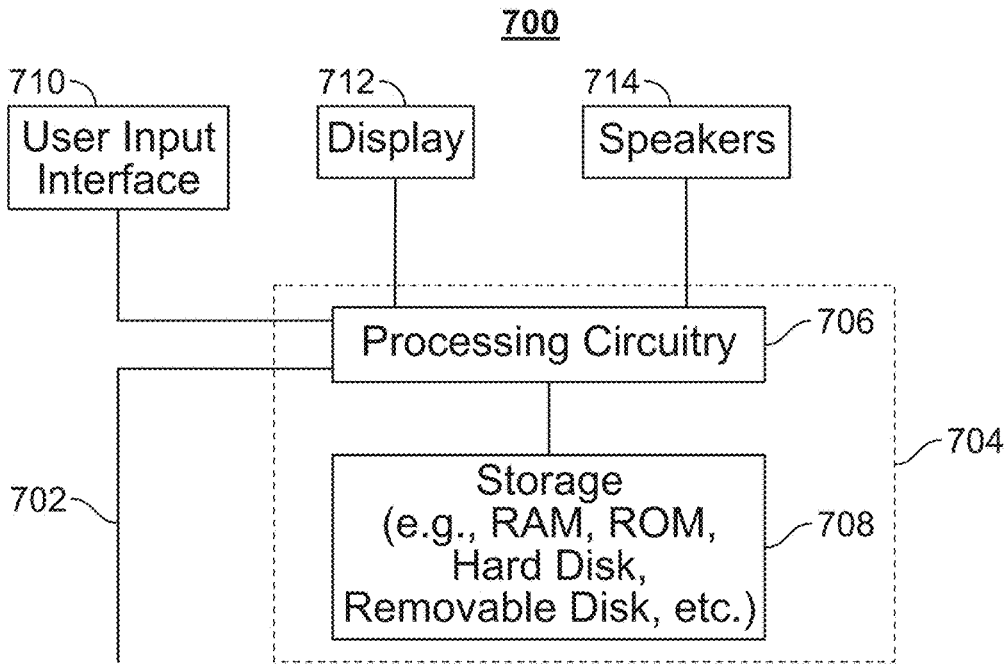 700
710
712
714
User Input
Interface
Display
Speakers
Processing Circuitry
706
704
702
Storage
(e.g., RAM, ROM,
Hard Disk,
Removable Disk, etc.)
708